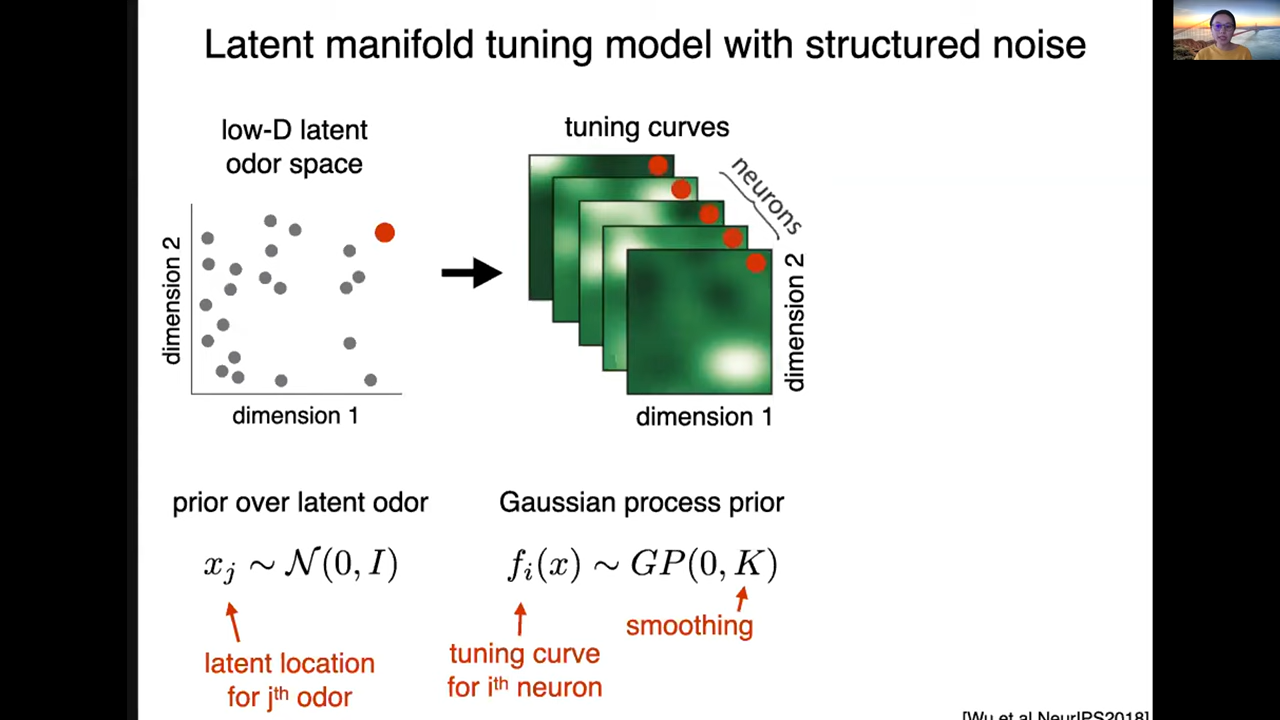 Latent manifold tuning model with structured noise
low-D latent
odor space
dimension 2
dimension 1
tuning curves
neurons
dimension 2
dimension 1
prior over latent odor
x_j ∼ 𝒩(0, I)
latent location
for jᵗʰ odor
Gaussian process prior
f_i(x) ∼ GP(0, K)
smoothing
tuning curve
for iᵗʰ neuron
[Wu et al NeurIPS2018]